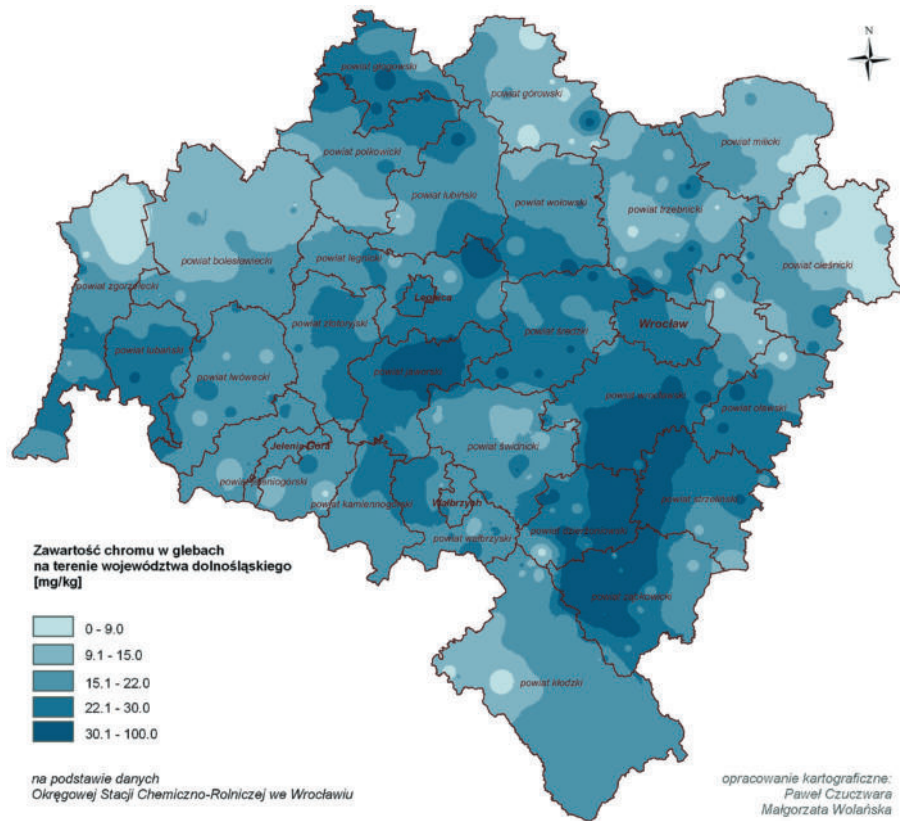 N
powiat głogowski
powiat górowski
powiat milicki
powiat polkowicki
powiat lubiński
powiat wołowski
powiat trzebnicki
powiat bolesławiecki
powiat legnicki
powiat oleśnicki
powiat zgorzelecki
Legnica
powiat złotoryjski
powiat średzki
Wrocław
powiat lubański
powiat lwówecki
powiat jaworski
powiat wrocławski
powiat oławski
Jelenia Góra
powiat świdnicki
powiat jeleniogórski
powiat kamiennogórski
Wałbrzych
powiat strzeliński
powiat wałbrzyski
powiat dzierżoniowski
powiat ząbkowicki
powiat kłodzki
Zawartość chromu w glebach
na terenie województwa dolnośląskiego
[mg/kg]
0 - 9.0
9.1 - 15.0
15.1 - 22.0
22.1 - 30.0
30.1 - 100.0
na podstawie danych
Okręgowej Stacji Chemiczno-Rolniczej we Wrocławiu
opracowanie kartograficzne:
Paweł Czuczwara
Małgorzata Wolańska